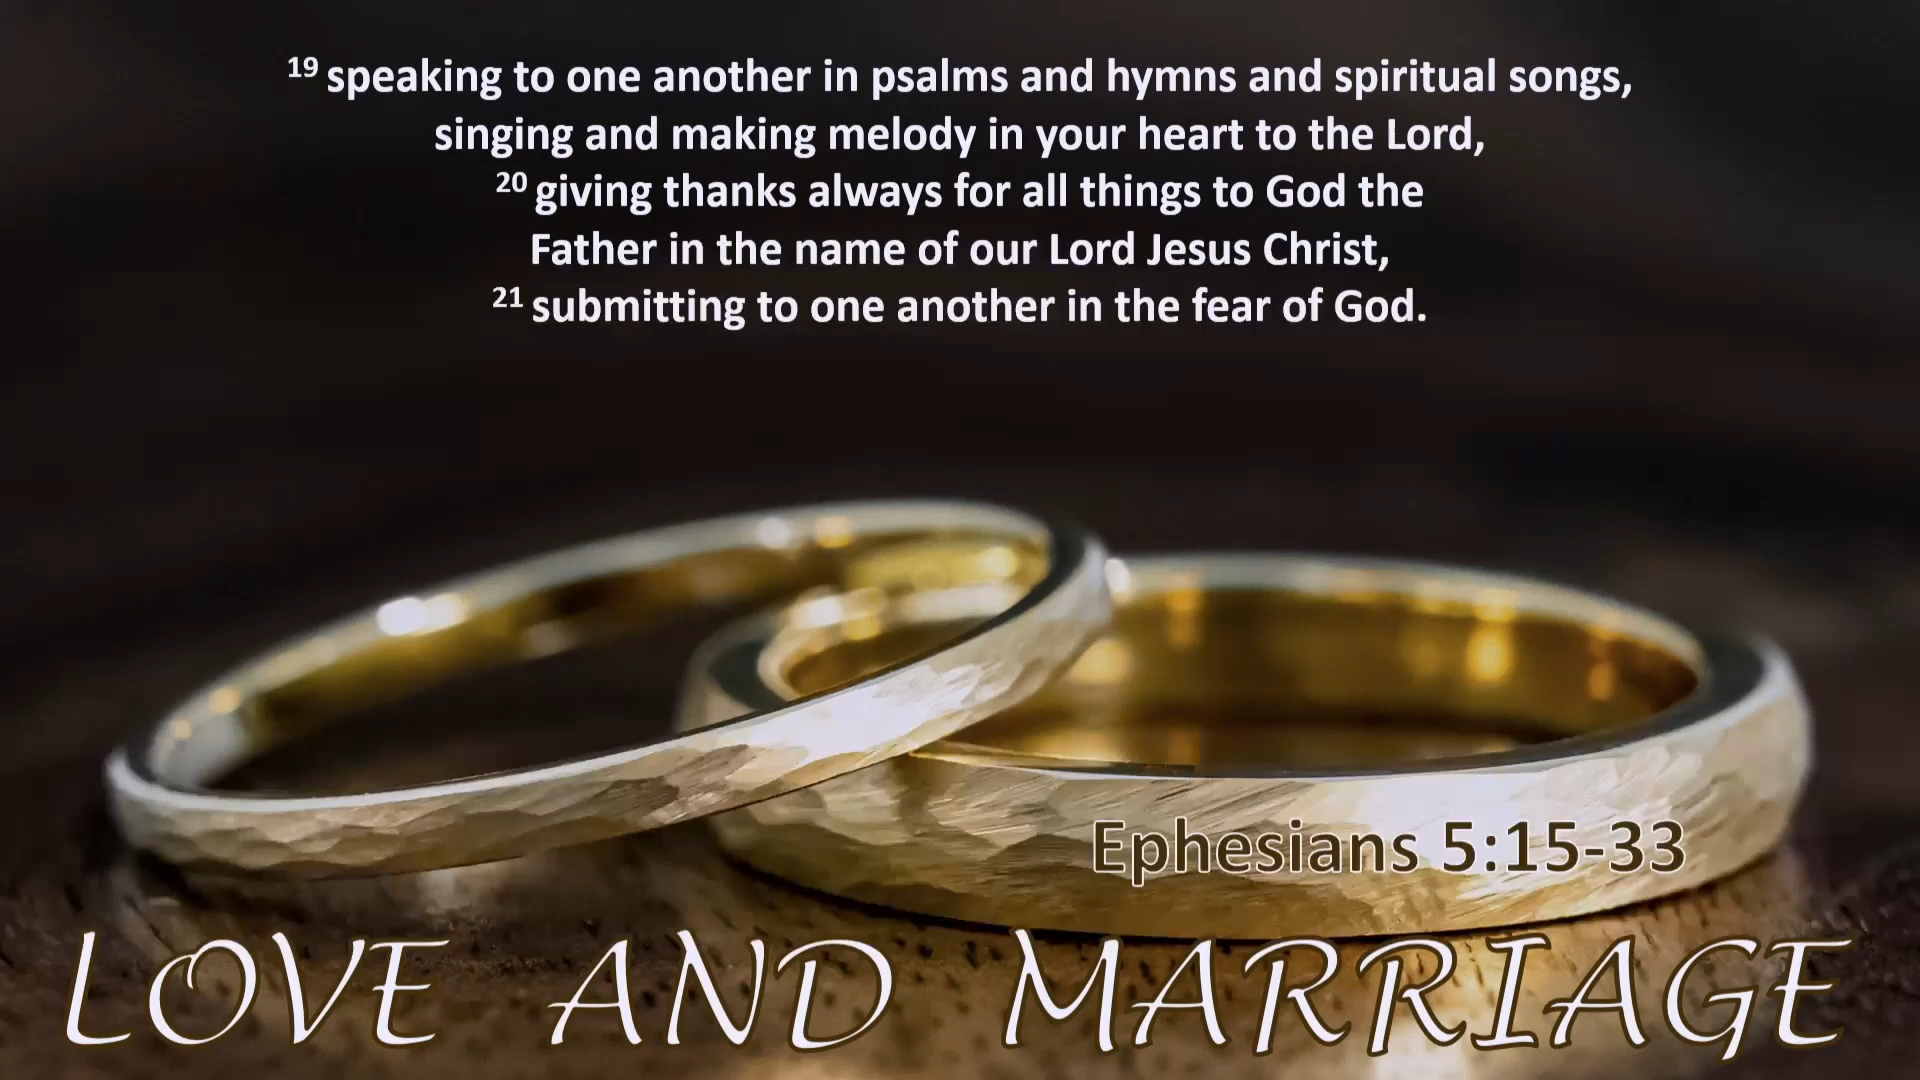 19 speaking to one another in psalms and hymns and spiritual songs,
singing and making melody in your heart to the Lord,
20 giving thanks always for all things to God the
Father in the name of our Lord Jesus Christ,
21 submitting to one another in the fear of God.
Ephesians 5:15-33
LOVE AND MARRIAGE